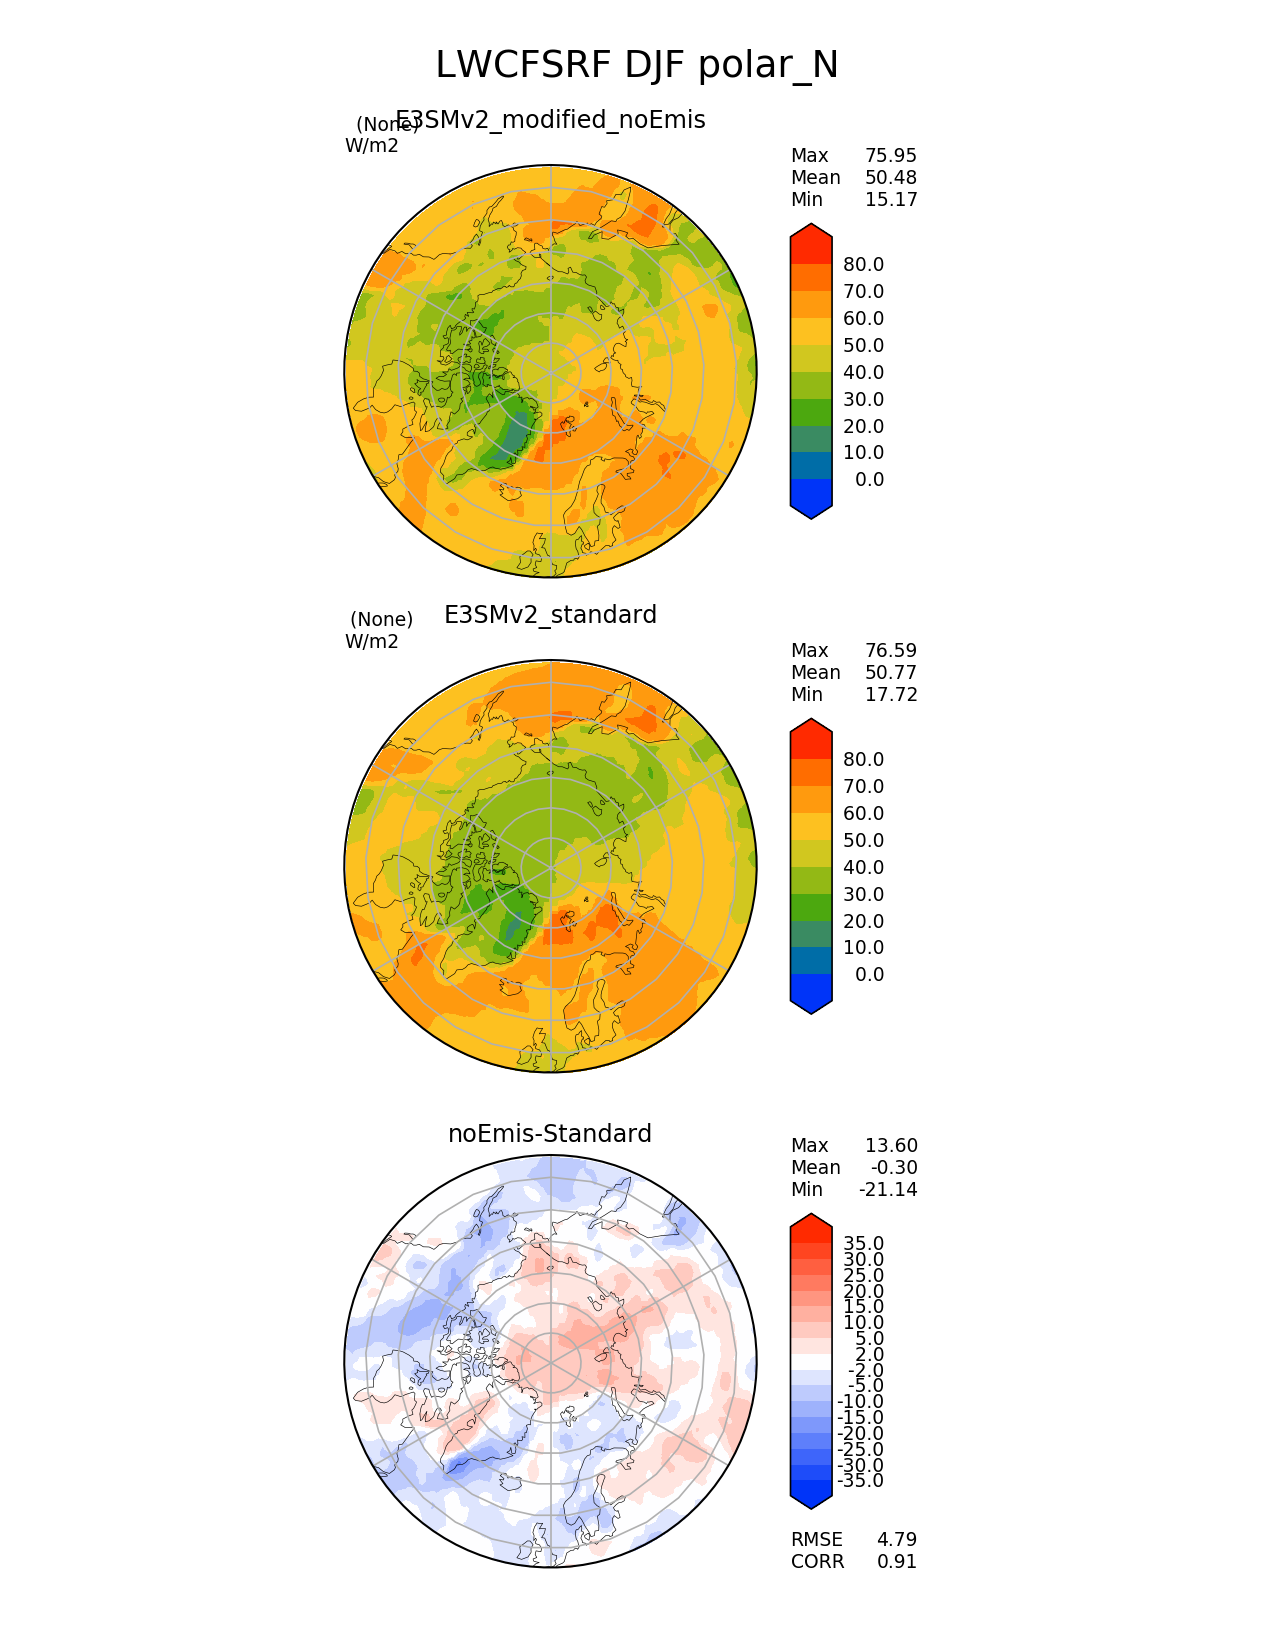 LWCFSRF DJF polar_N
(None)
E3SMv2_modified_noEmis
W/m2
Max 75.95
Mean 50.48
Min 15.17
80.0
70.0
60.0
50.0
40.0
30.0
20.0
10.0
0.0
(None)
E3SMv2_standard
W/m2
Max 76.59
Mean 50.77
Min 17.72
80.0
70.0
60.0
50.0
40.0
30.0
20.0
10.0
0.0
noEmis-Standard
Max 13.60
Mean -0.30
Min -21.14
35.0
30.0
25.0
20.0
15.0
10.0
5.0
2.0
-2.0
-5.0
-10.0
-15.0
-20.0
-25.0
-30.0
-35.0
RMSE 4.79
CORR 0.91